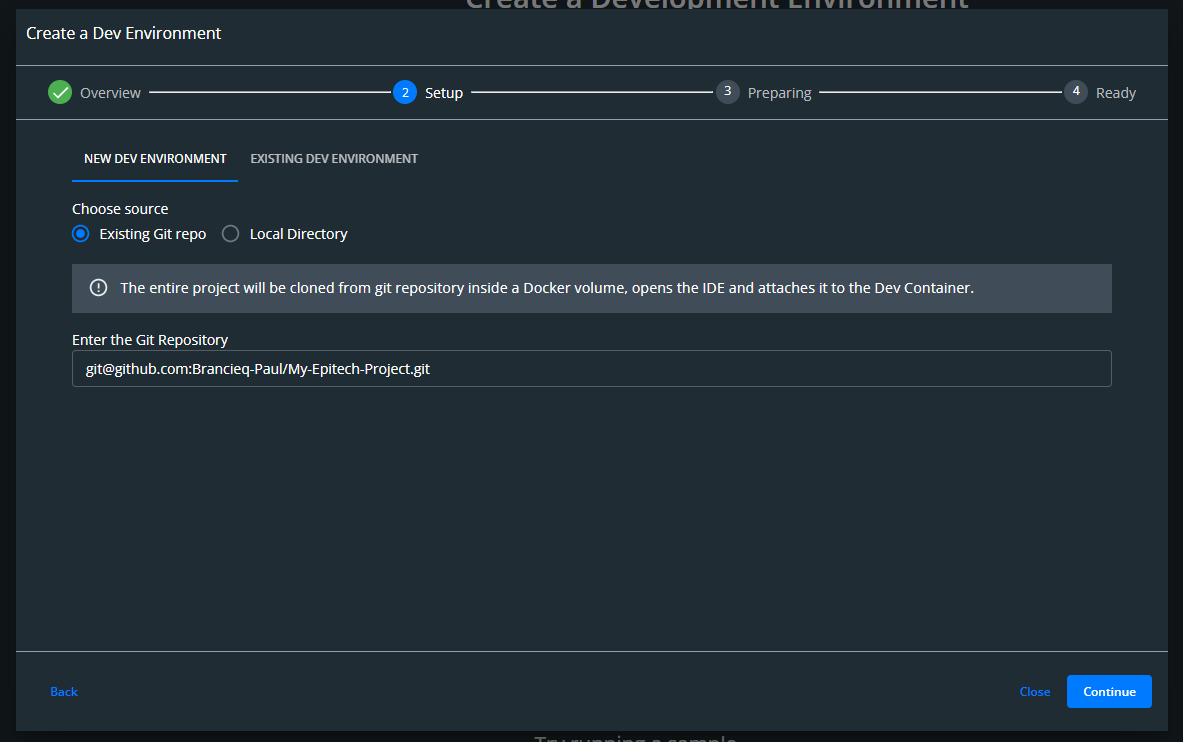 Create a Development Environment
Create a Dev Environment
Overview 2 Setup 3 Preparing 4 Ready
NEW DEV ENVIRONMENT EXISTING DEV ENVIRONMENT
Choose source
Existing Git repo Local Directory
The entire project will be cloned from git repository inside a Docker volume, opens the IDE and attaches it to the Dev Container.
Enter the Git Repository
git@github.com:Brancieq-Paul/My-Epitech-Project.git
Back Close Continue
Try running a sample